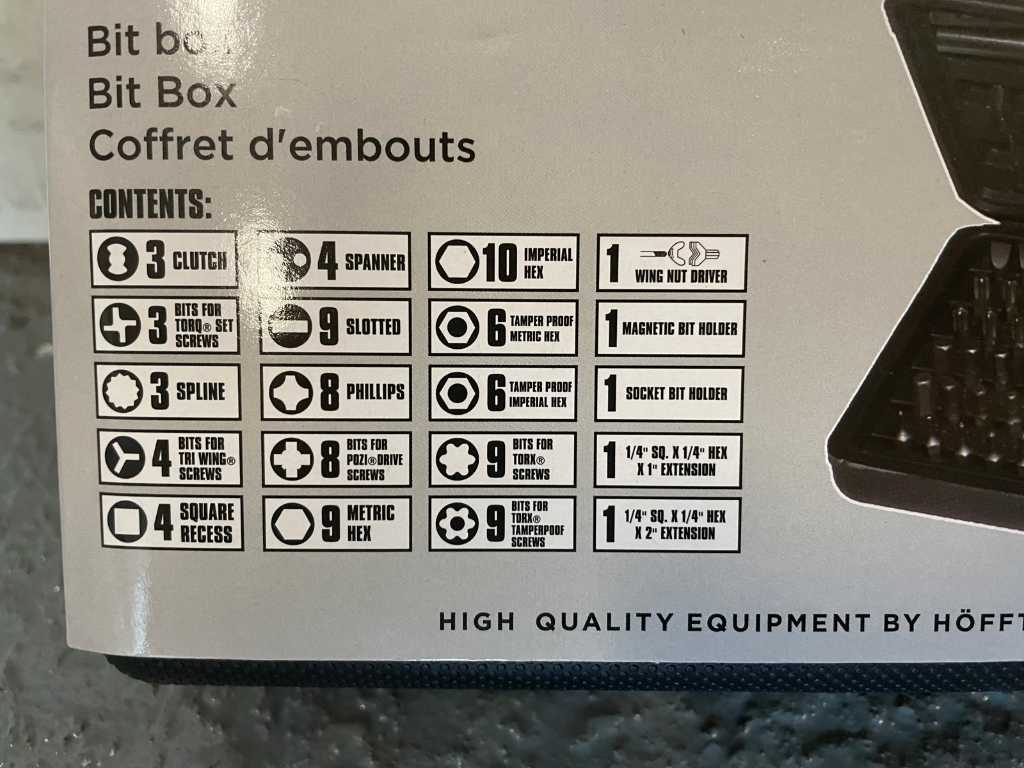 Bit
Bit Box
Coffret d'embouts
CONTENTS:
3 CLUTCH
4 SPANNER
10 IMPERIAL
HEX
1 WING NUT DRIVER
3 BITS FOR
TORQ® SET
SCREWS
9 SLOTTED
6 TAMPER PROOF
METRIC HEX
1 MAGNETIC BIT HOLDER
3 SPLINE
8 PHILLIPS
6 TAMPER PROOF
IMPERIAL HEX
1 SOCKET BIT HOLDER
4 BITS FOR
TRI WING®
SCREWS
8 BITS FOR
POZI®DRIVE
SCREWS
9 BITS FOR
TORX®
SCREWS
1 1/4" SQ. X 1/4" HEX
X 1" EXTENSION
4 SQUARE
RECESS
9 METRIC
HEX
9 BITS FOR
TORX®
TAMPERPOOF
SCREWS
1 1/4" SQ. X 1/4" HEX
X 2" EXTENSION
HIGH QUALITY EQUIPMENT BY HÖFFT